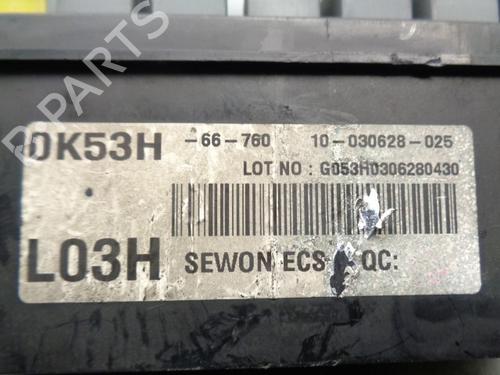 0K53H -66-760 10-030628-025
LOT NO : G053H0306280430
L03H SEWON ECS QC:
B-PARTS